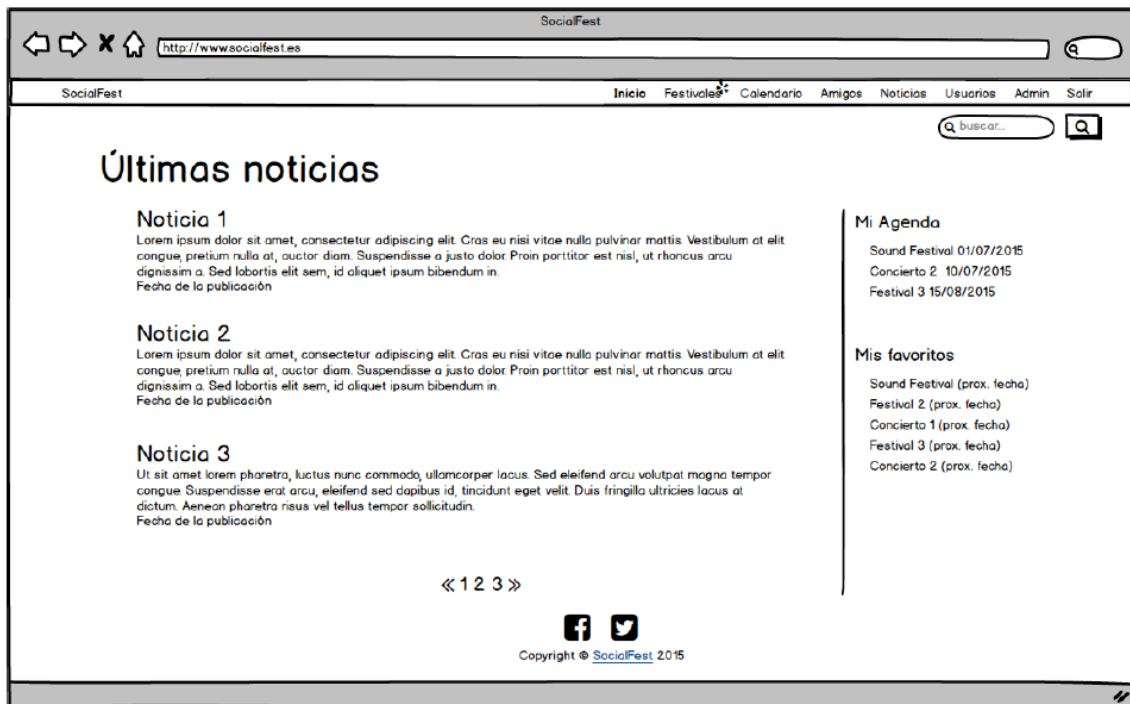 SocialFest
http://www.socialfest.es
SocialFest Inicio Festivales Calendario Amigos Noticias Usuarios Admin Salir
buscar...
Últimas noticias
Noticia 1
Lorem ipsum dolor sit amet, consectetur adipiscing elit. Cras eu nisi vitae nulla pulvinar mattis. Vestibulum at elit
congue, pretium nulla at, auctor diam. Suspendisse a justo dolor. Proin porttitor est nisl, ut rhoncus arcu
dignissim a. Sed lobortis elit sem, id aliquet ipsum bibendum in.
Fecha de la publicación
Noticia 2
Lorem ipsum dolor sit amet, consectetur adipiscing elit. Cras eu nisi vitae nulla pulvinar mattis. Vestibulum at elit
congue, pretium nulla at, auctor diam. Suspendisse a justo dolor. Proin porttitor est nisl, ut rhoncus arcu
dignissim a. Sed lobortis elit sem, id aliquet ipsum bibendum in.
Fecha de la publicación
Noticia 3
Ut sit amet lorem pharetra, luctus nunc commodo, ullamcorper lacus. Sed eleifend arcu volutpat magna tempor
congue. Suspendisse erat arcu, eleifend sed dapibus id, tincidunt eget velit. Duis fringilla ultricies lacus at
dictum. Aenean pharetra risus vel tellus tempor sollicitudin.
Fecha de la publicación
« 1 2 3 »
Mi Agenda
Sound Festival 01/07/2015
Concierto 2 10/07/2015
Festival 3 15/08/2015
Mis favoritos
Sound Festival (prox. fecha)
Festival 2 (prox. fecha)
Concierto 1 (prox. fecha)
Festival 3 (prox. fecha)
Concierto 2 (prox. fecha)
Copyright © SocialFest 2015